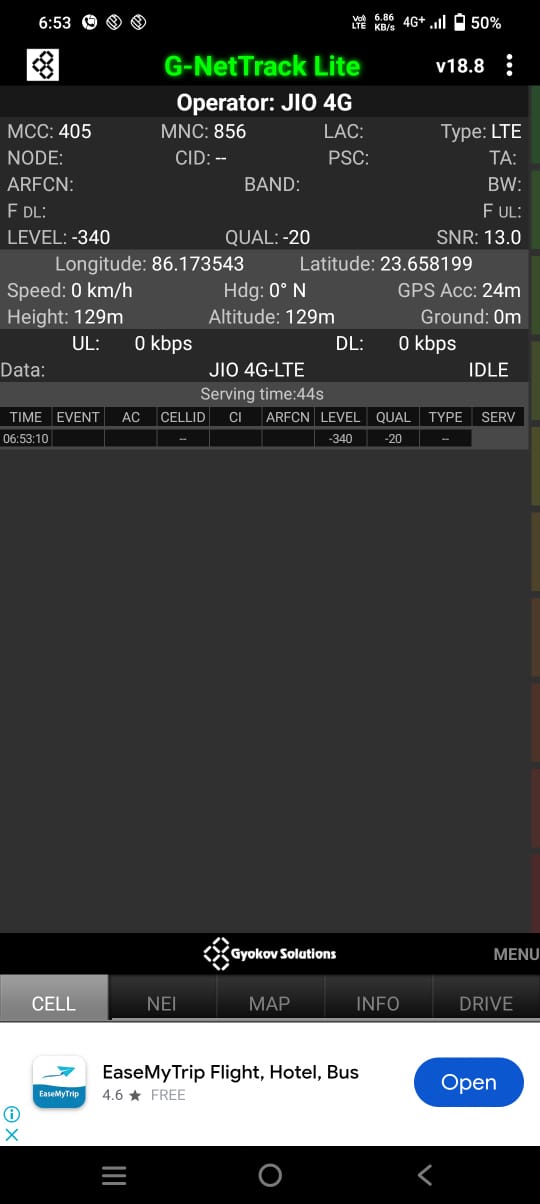 6:53 Vo) LTE 6.86 KB/s 4G+ 50%
G-NetTrack Lite v18.8
Operator: JIO 4G
MCC: 405 MNC: 856 LAC: Type: LTE
NODE: CID: -- PSC: TA:
ARFCN: BAND: BW:
F DL: F UL:
LEVEL: -340 QUAL: -20 SNR: 13.0
Longitude: 86.173543 Latitude: 23.658199
Speed: 0 km/h Hdg: 0° N GPS Acc: 24m
Height: 129m Altitude: 129m Ground: 0m
UL: 0 kbps DL: 0 kbps
Data: JIO 4G-LTE IDLE
Serving time:44s
TIME EVENT AC CELLID CI ARFCN LEVEL QUAL TYPE SERV
06:53:10 -- -340 -20 --
Gyokov Solutions MENU
CELL NEI MAP INFO DRIVE
EaseMyTrip EaseMyTrip Flight, Hotel, Bus
4.6 ★ FREE
Open